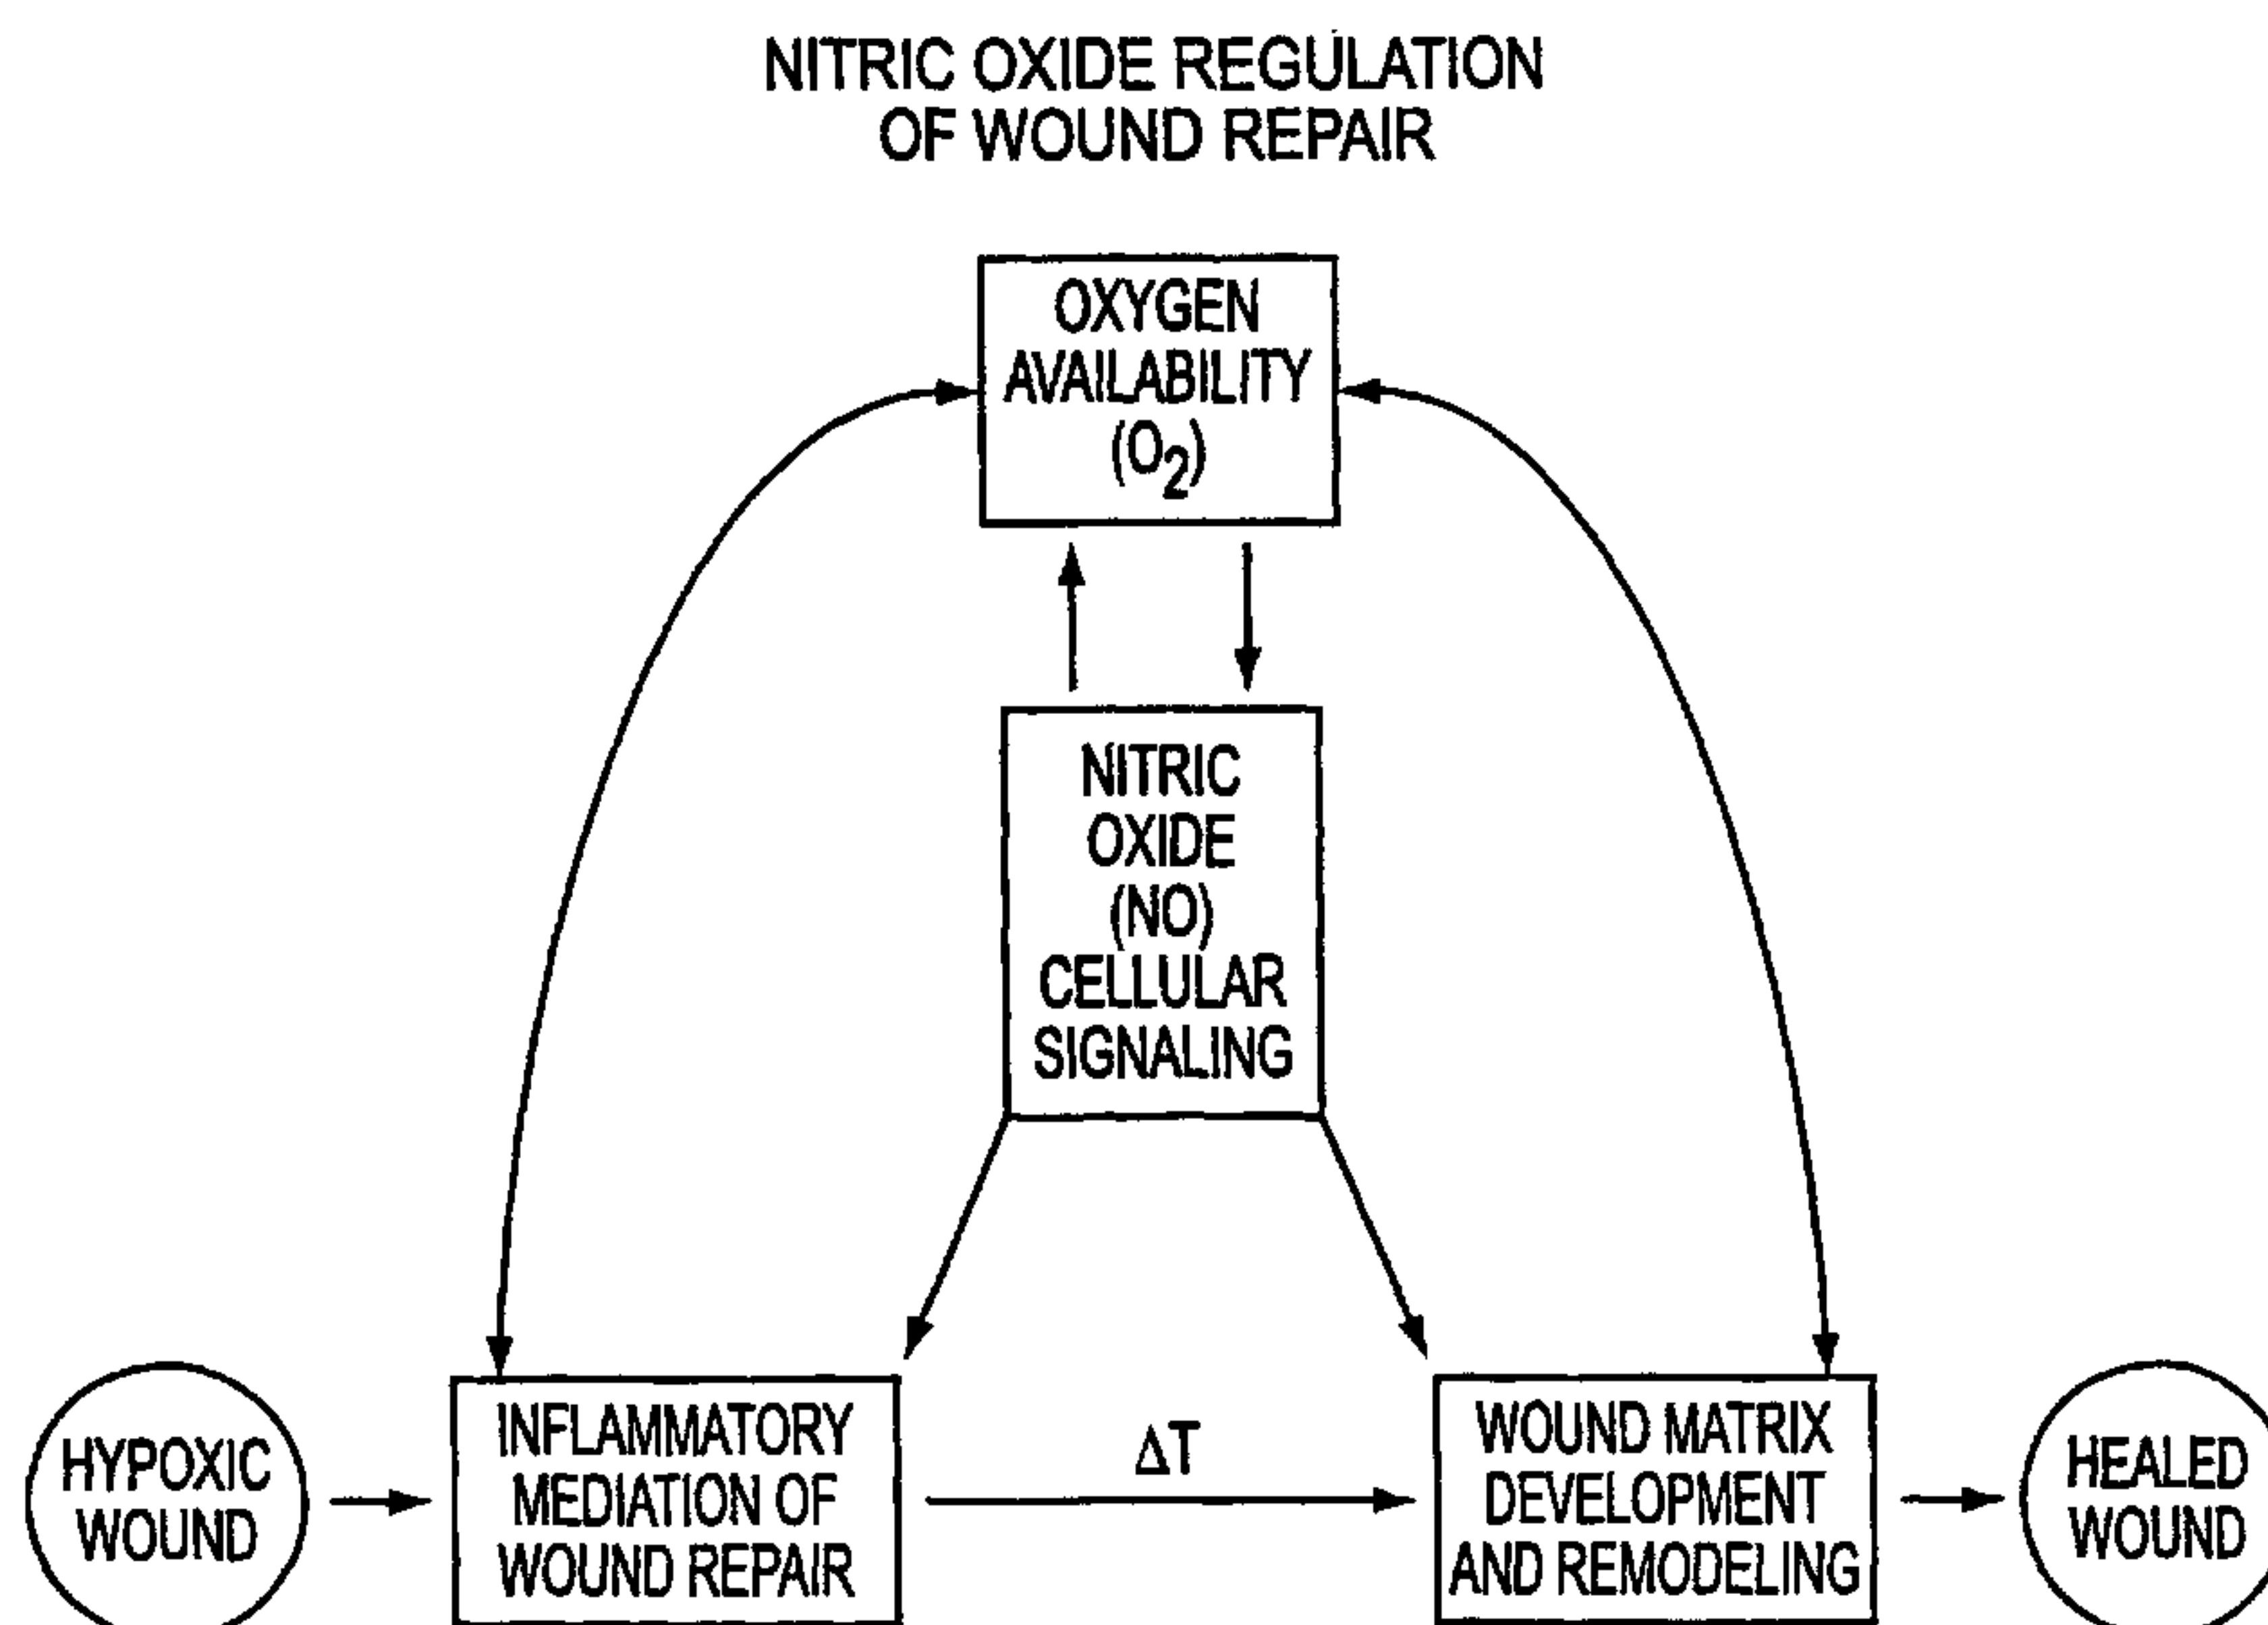 NITRIC OXIDE REGULATION
OF WOUND REPAIR
OXYGEN
AVAILABILITY
(O2)
NITRIC
OXIDE
(NO)
CELLULAR
SIGNALING
HYPOXIC
WOUND
INFLAMMATORY
MEDIATION OF
WOUND REPAIR
ΔT
WOUND MATRIX
DEVELOPMENT
AND REMODELING
HEALED
WOUND